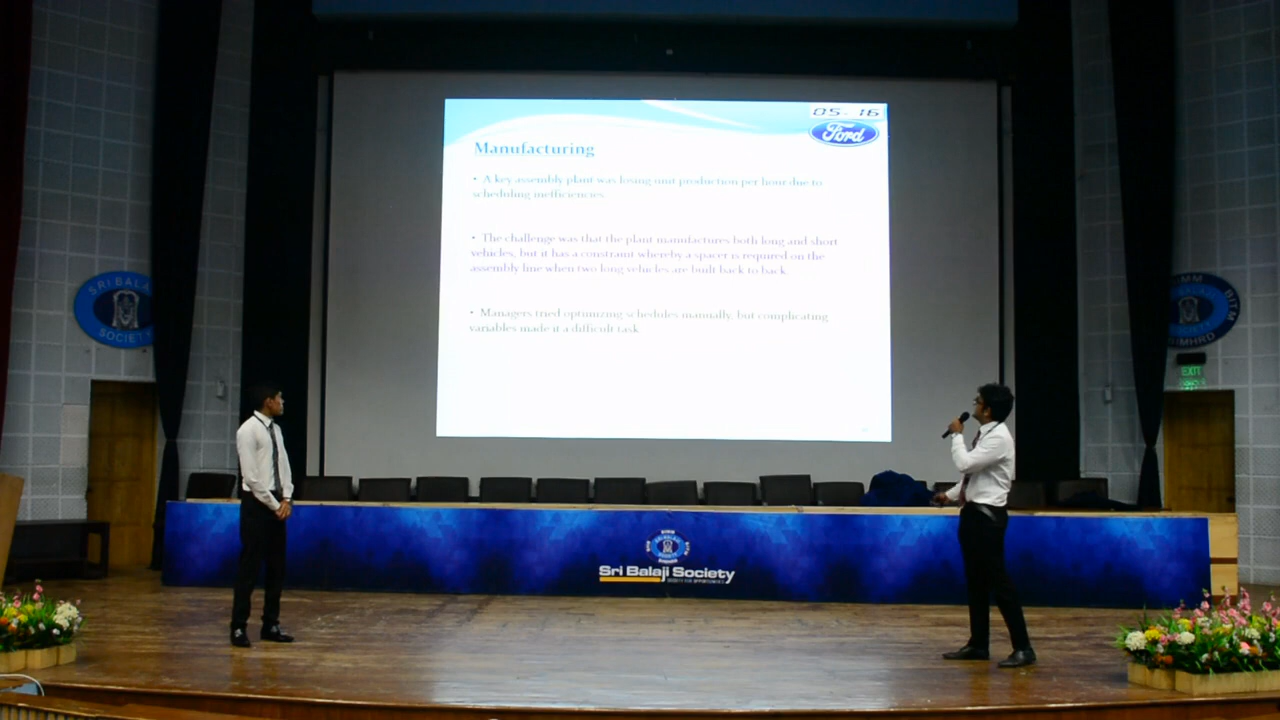 05-16
Ford
Manufacturing
• A key assembly plant was losing unit production per hour due to
scheduling inefficiencies.
• The challenge was that the plant manufactures both long and short
vehicles, but it has a constraint whereby a spacer is required on the
assembly line when two long vehicles are built back to back.
• Managers tried optimizing schedules manually, but complicating
variables made it a difficult task
SRI BALA
SOCIETY
BITM
SOCIETY
EXIT
Sri Balaji Society